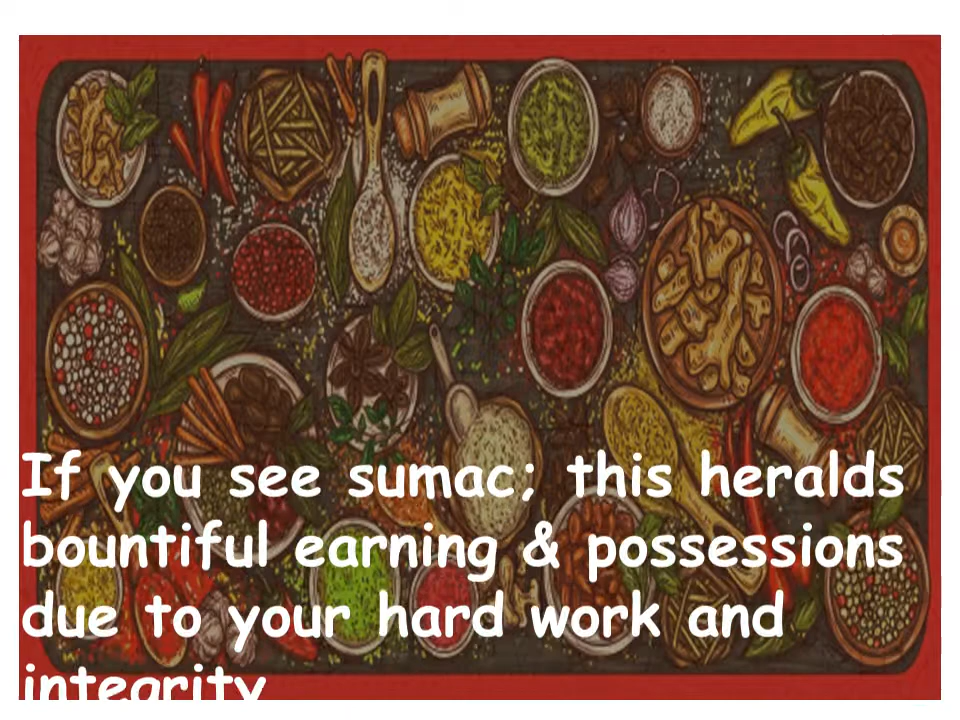 If you see sumac; this heralds
bountiful earning & possessions
due to your hard work and
integrity